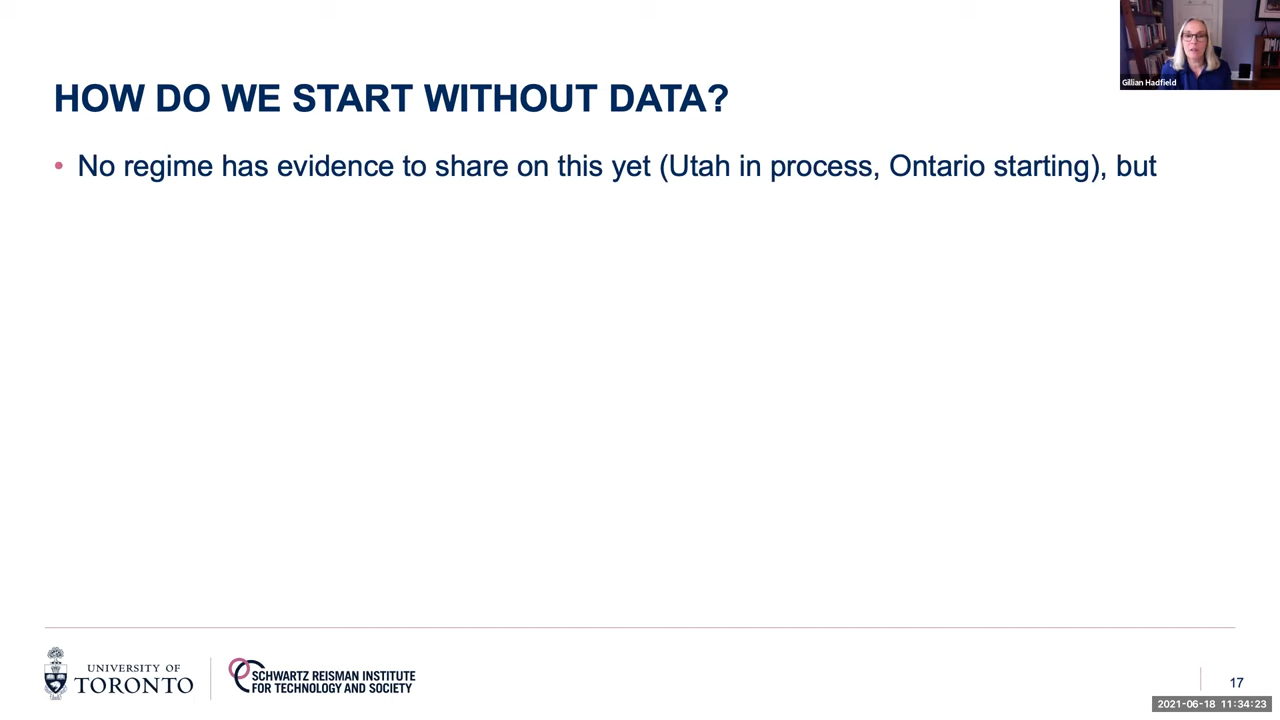 Gillian Hadfield
HOW DO WE START WITHOUT DATA?
• No regime has evidence to share on this yet (Utah in process, Ontario starting), but
UNIVERSITY OF
TORONTO
SCHWARTZ REISMAN INSTITUTE
FOR TECHNOLOGY AND SOCIETY
17
2021-06-18 11:34:23